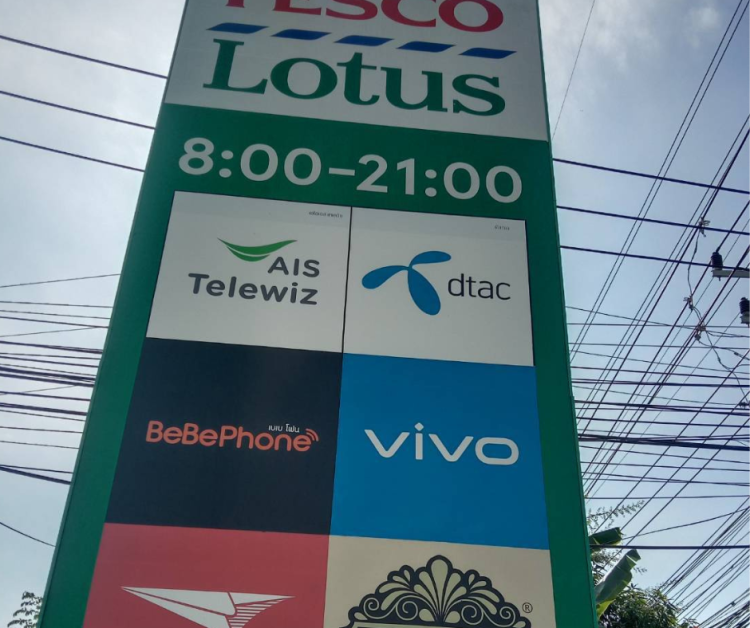 TESCO
Lotus
8:00-21:00
AIS
Telewiz
dtac
เบเบ โฟน
BeBePhone
vivo
®